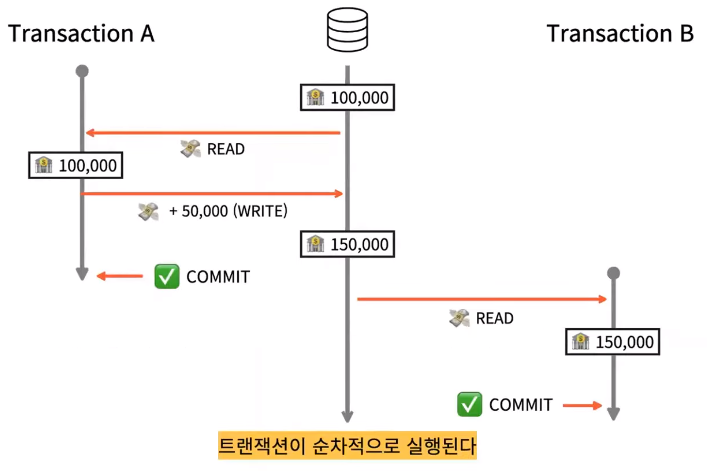 Transaction A
Transaction B
100,000
READ
100,000
+ 50,000 (WRITE)
150,000
COMMIT
READ
150,000
COMMIT
트랜잭션이 순차적으로 실행된다